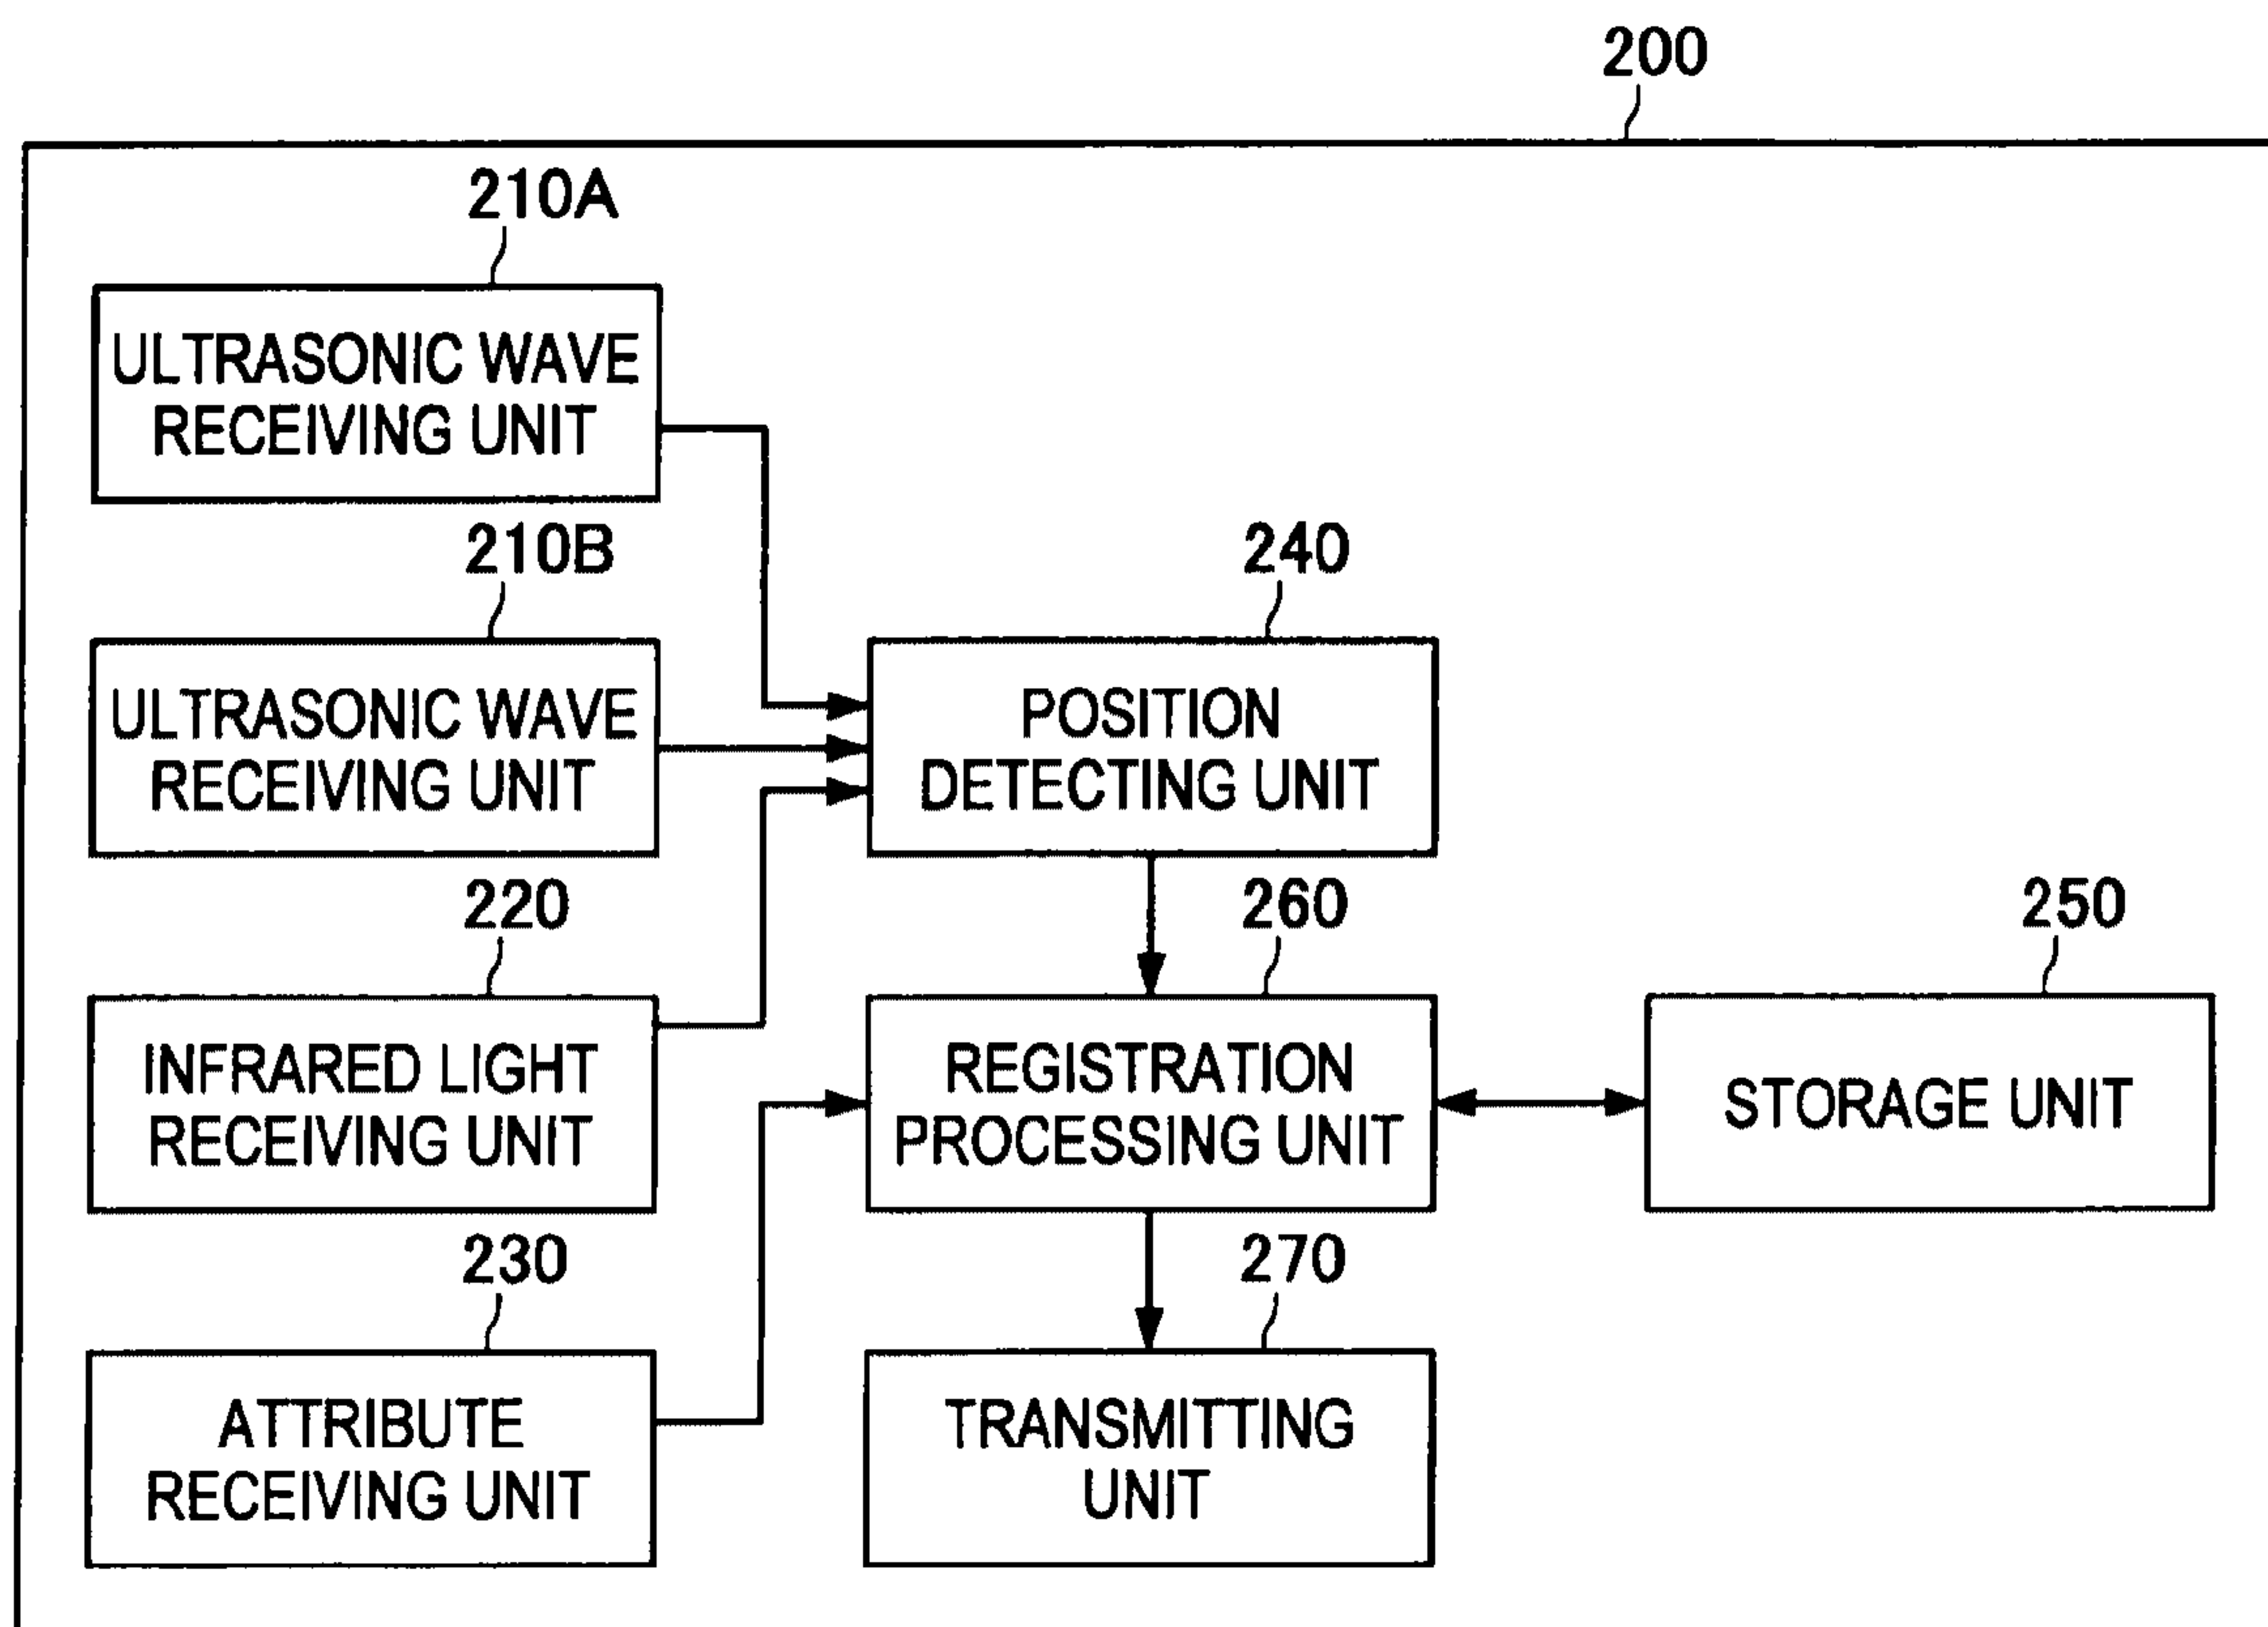 200
210A
ULTRASONIC WAVE
RECEIVING UNIT
210B
ULTRASONIC WAVE
RECEIVING UNIT
240
POSITION
DETECTING UNIT
220
INFRARED LIGHT
RECEIVING UNIT
260
REGISTRATION
PROCESSING UNIT
250
STORAGE UNIT
230
ATTRIBUTE
RECEIVING UNIT
270
TRANSMITTING
UNIT